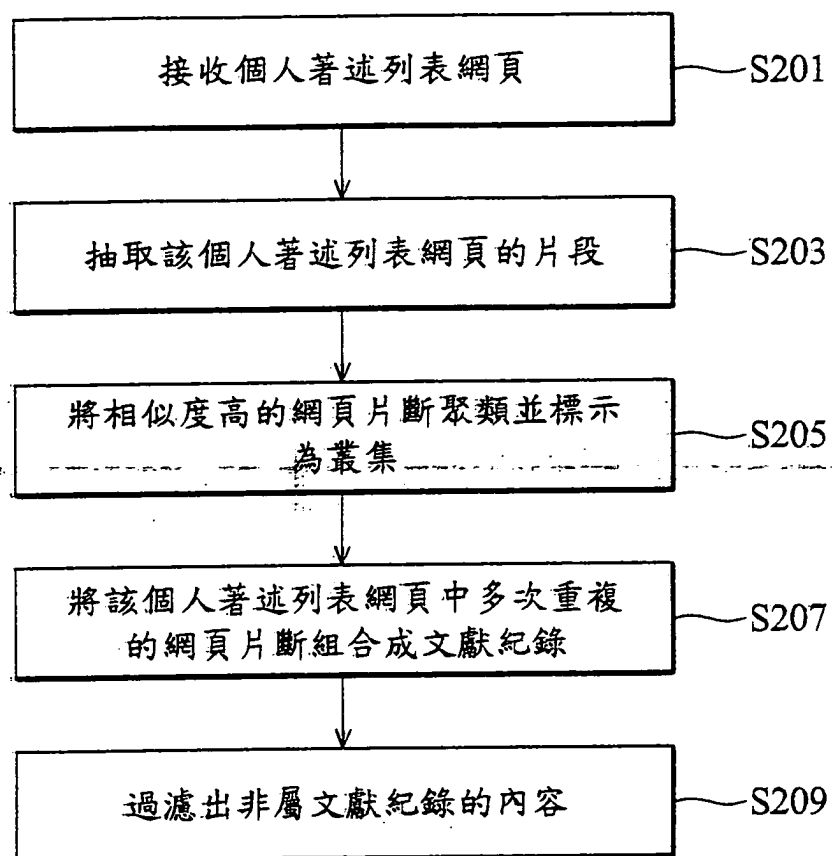 接收個人著述列表網頁
S201
抽取該個人著述列表網頁的片段
S203
將相似度高的網頁片斷聚類並標示
為叢集
S205
將該個人著述列表網頁中多次重複
的網頁片斷組合成文獻紀錄
S207
過濾出非屬文獻紀錄的內容
S209